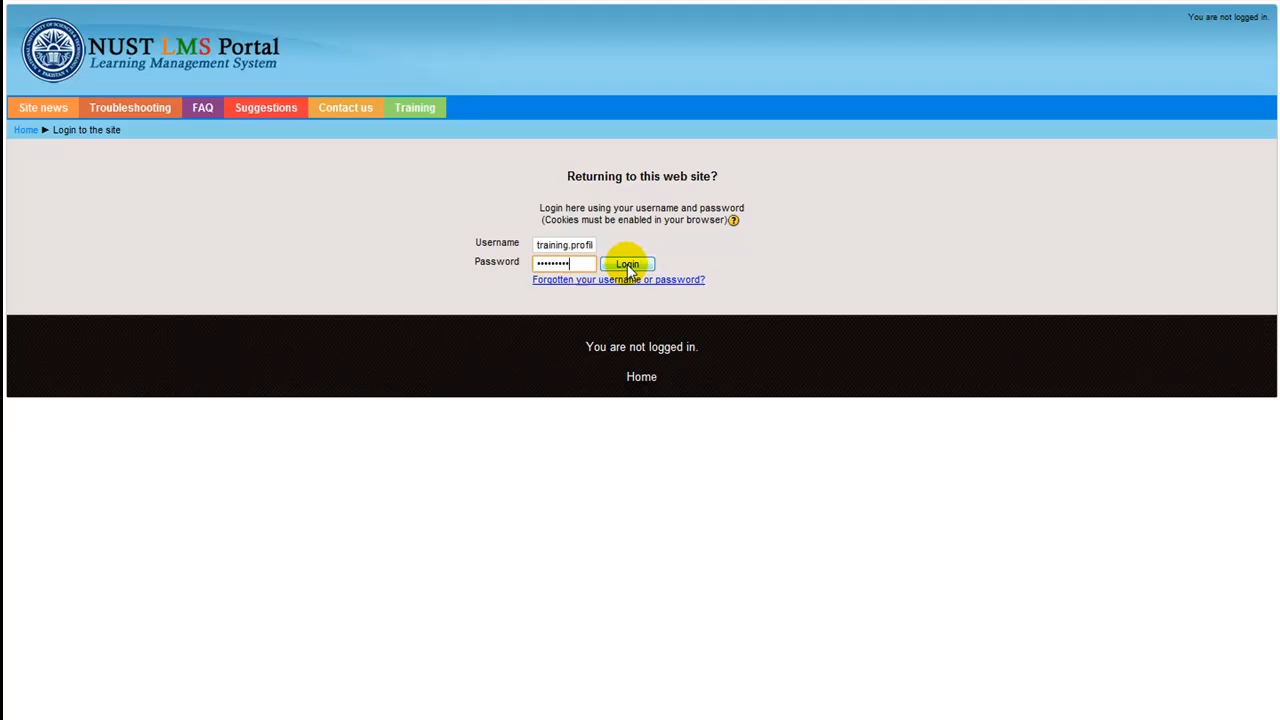 You are not logged in.
NUST LMS Portal
Learning Management System
Site news Troubleshooting FAQ Suggestions Contact us Training
Home ► Login to the site
Returning to this web site?
Login here using your username and password
(Cookies must be enabled in your browser)?
Username training.profil
Password ••••••••• Login
Forgotten your username or password?
You are not logged in.
Home